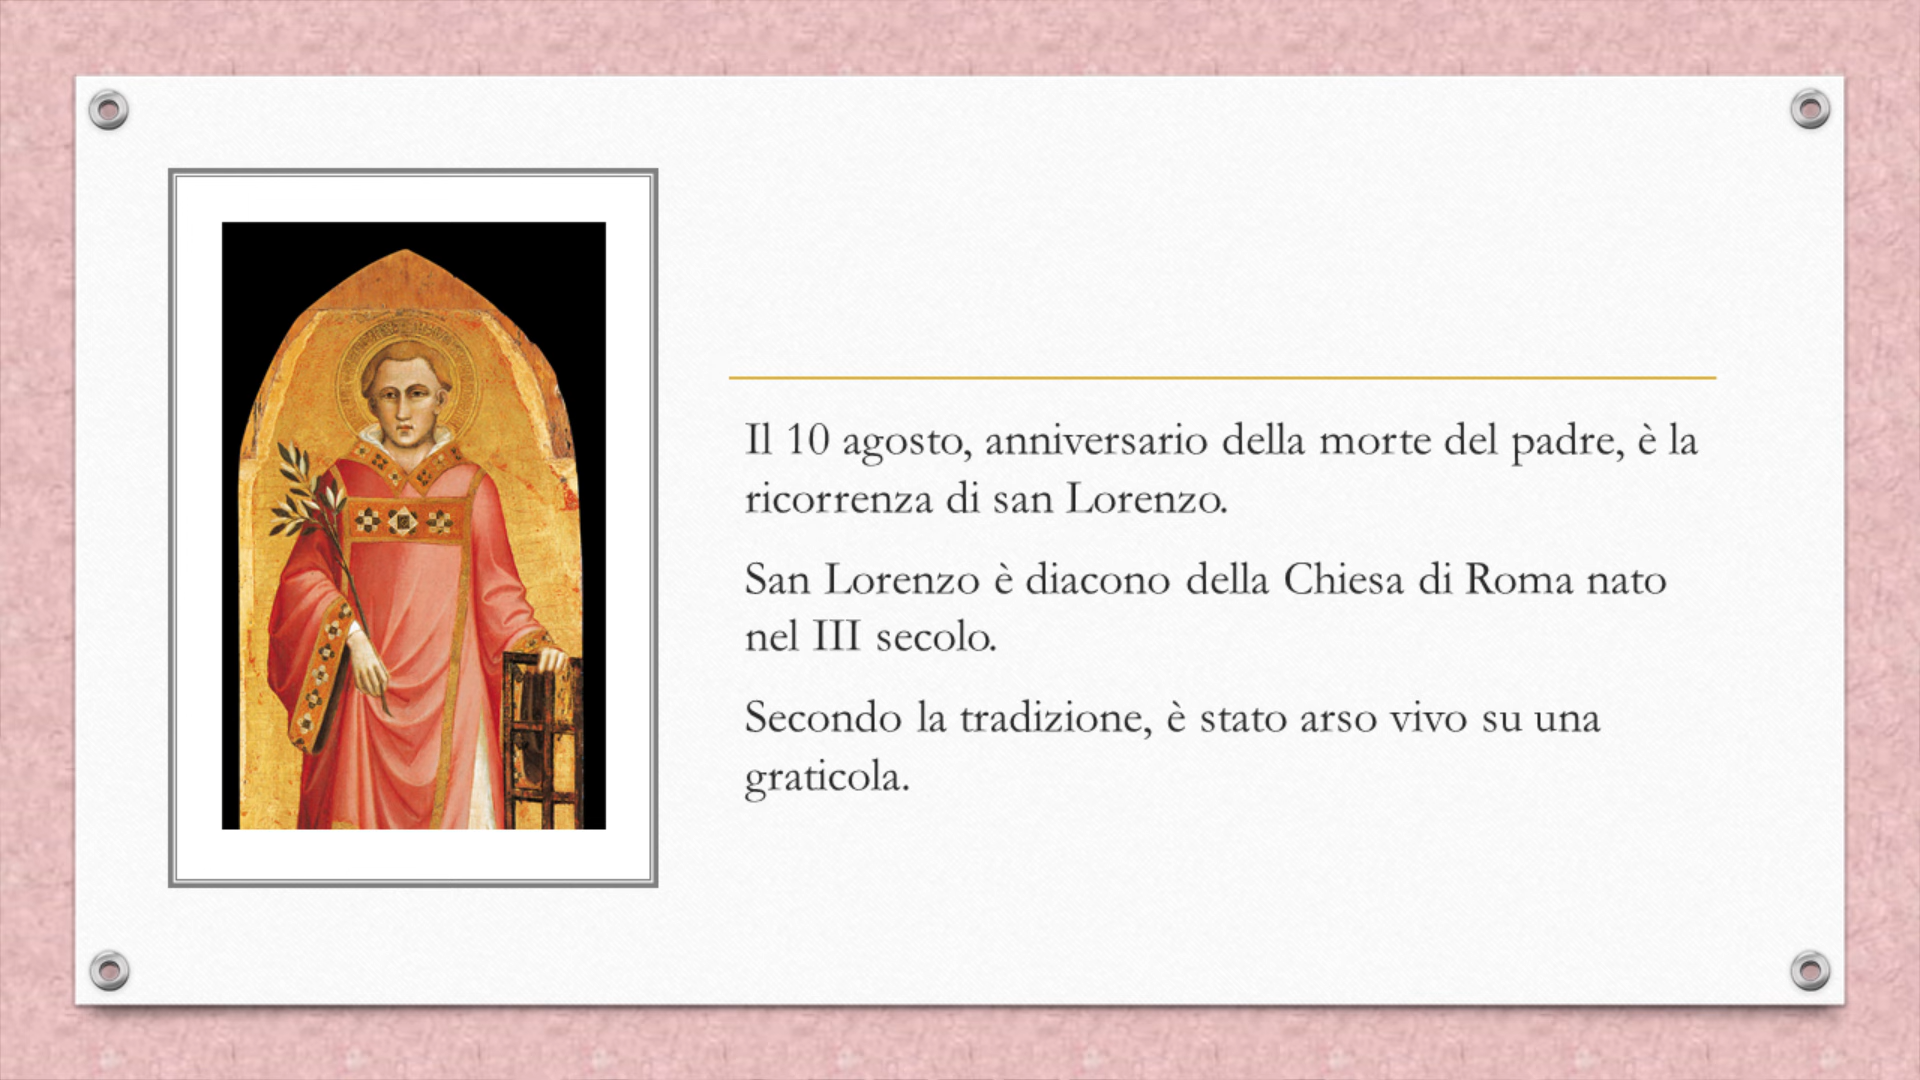 Il 10 agosto, anniversario della morte del padre, è la
ricorrenza di san Lorenzo.
San Lorenzo è diacono della Chiesa di Roma nato
nel III secolo.
Secondo la tradizione, è stato arso vivo su una
graticola.